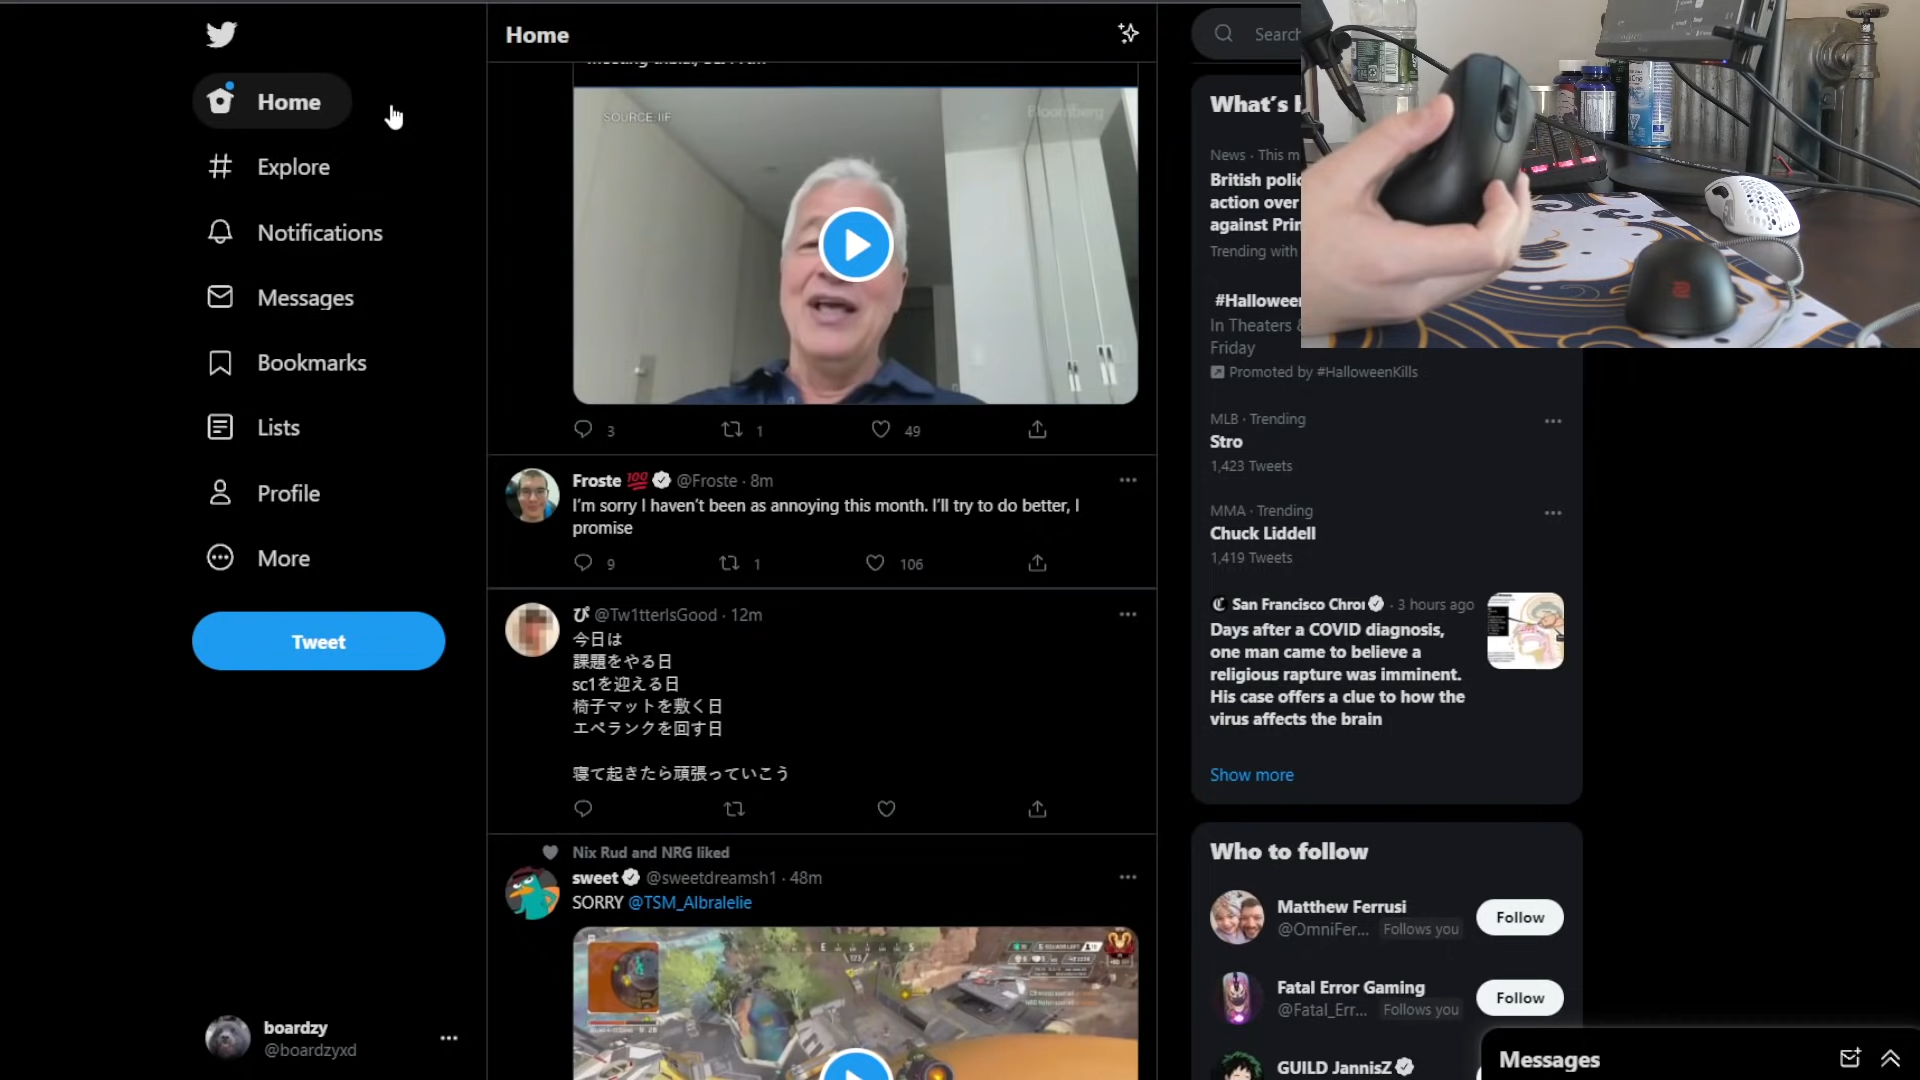 Home
Home
Explore
Notifications
Messages
Bookmarks
Lists
Profile
More
Tweet
boardzy
@boardzyxd
SOURCE: IIF
Bloomberg
3
1
49
Froste 💯 @Froste · 8m
I'm sorry I haven't been as annoying this month. I'll try to do better, I
promise
9
1
106
ぴ @Tw1tterIsGood · 12m
今日は
課題をやる日
sc1を迎える日
椅子マットを敷く日
エペランクを回す日
寝て起きたら頑張っていこう
Nix Rud and NRG liked
sweet @sweetdreamsh1 · 48m
SORRY @TSM_Albralelie
E
S
123
Search
What's
News · This m
British polic
action over
against Prin
Trending with
#Halloween
In Theaters &
Friday
Promoted by #HalloweenKills
MLB · Trending
Stro
1,423 Tweets
MMA · Trending
Chuck Liddell
1,419 Tweets
San Francisco Chro · 3 hours ago
Days after a COVID diagnosis,
one man came to believe a
religious rapture was imminent.
His case offers a clue to how the
virus affects the brain
Show more
Who to follow
Matthew Ferrusi
@OmniFer... Follows you
Follow
Fatal Error Gaming
@Fatal_Err... Follows you
Follow
GUILD JannisZ
Messages